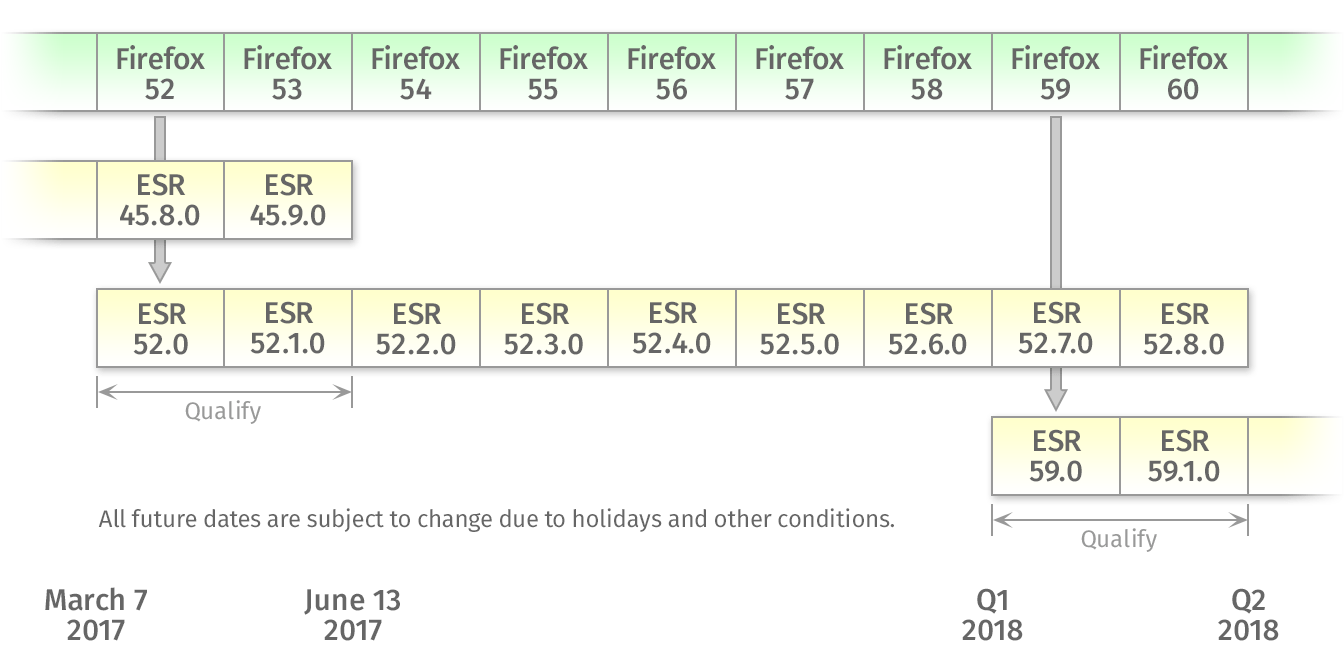 Firefox
52
Firefox
53
Firefox
54
Firefox
55
Firefox
56
Firefox
57
Firefox
58
Firefox
59
Firefox
60
ESR
45.8.0
ESR
45.9.0
ESR
52.0
ESR
52.1.0
ESR
52.2.0
ESR
52.3.0
ESR
52.4.0
ESR
52.5.0
ESR
52.6.0
ESR
52.7.0
ESR
52.8.0
Qualify
ESR
59.0
ESR
59.1.0
All future dates are subject to change due to holidays and other conditions.
Qualify
March 7
2017
June 13
2017
Q1
2018
Q2
2018